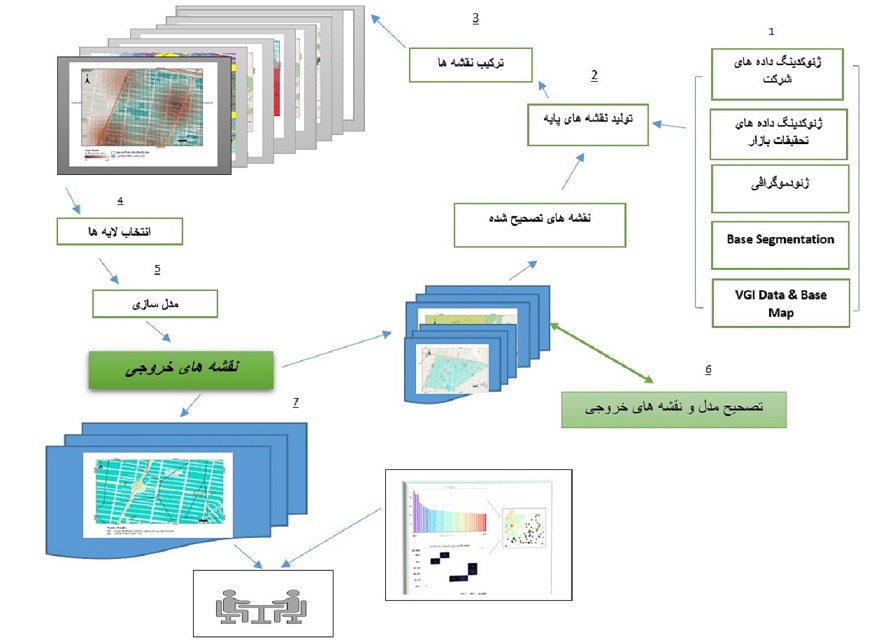 1
ژئوکدینگ داده های
شرکت
ژئوکدینگ داده های
تحقیقات بازار
ژئودموگرافی
Base Segmentation
VGI Data & Base
Map
2
تولید نقشه های پایه
3
ترکیب نقشه ها
4
انتخاب لایه ها
5
مدل سازی
نقشه های خروجی
نقشه های تصحیح شده
6
تصحیح مدل و نقشه های خروجی
7